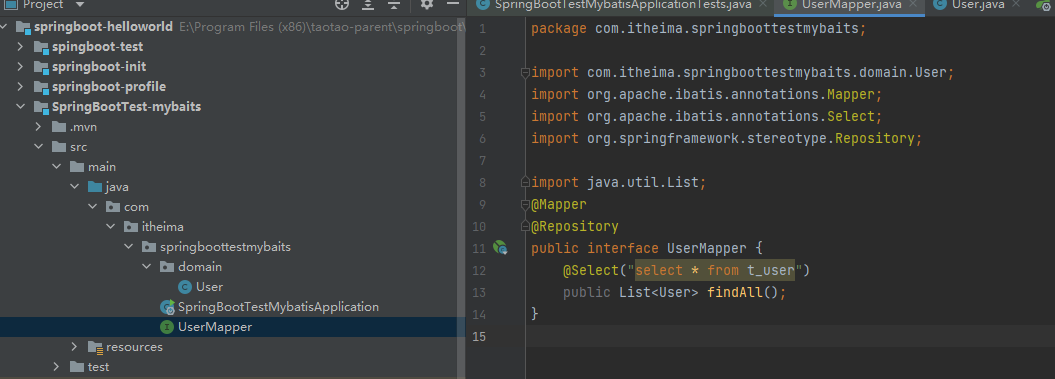 Project
springboot-helloworld E:\Program Files (x86)\taotao-parent\springboot\
spingboot-test
springboot-init
springboot-profile
SpringBootTest-mybaits
.mvn
src
main
java
com
itheima
springboottestmybaits
domain
User
SpringBootTestMybatisApplication
UserMapper
resources
test
SpringBootTestMybatisApplicationTests.java
UserMapper.java
User.java
1 package com.itheima.springboottestmybaits;
2
3 import com.itheima.springboottestmybaits.domain.User;
4 import org.apache.ibatis.annotations.Mapper;
5 import org.apache.ibatis.annotations.Select;
6 import org.springframework.stereotype.Repository;
7
8 import java.util.List;
9 @Mapper
10 @Repository
11 public interface UserMapper {
12 @Select("select * from t_user")
13 public List<User> findAll();
14 }
15